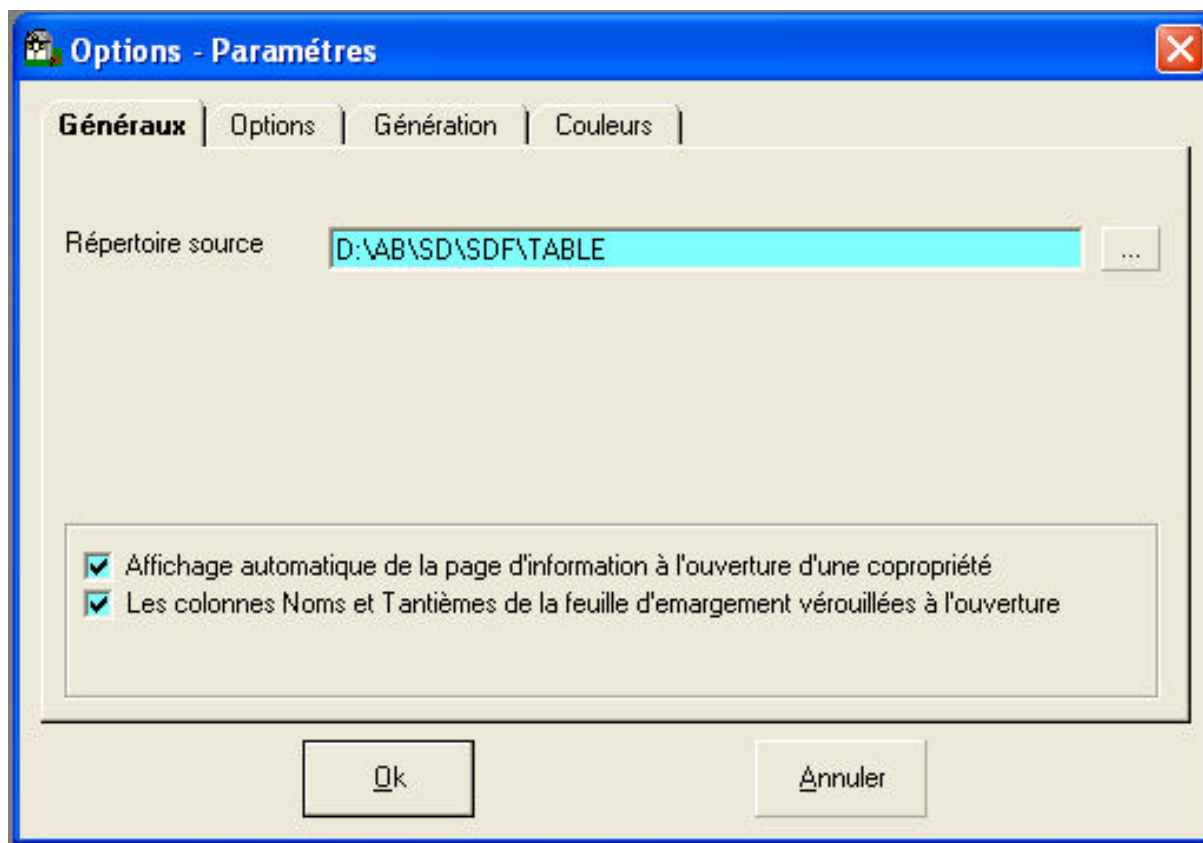 Options - Paramétres
Généraux Options Génération Couleurs
Répertoire source D:\AB\SD\SDF\TABLE ...
Affichage automatique de la page d'information à l'ouverture d'une copropriété
Les colonnes Noms et Tantièmes de la feuille d'emargement vérouillées à l'ouverture
Ok Annuler